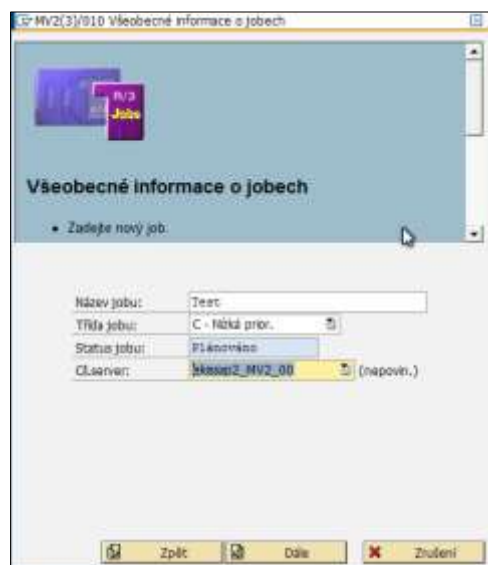 MV2(3)/010 Všeobecné informace o jobech
R/3
Jobs
Všeobecné informace o jobech
• Zadejte nový job.
Název jobu: Test
Třída jobu: C - Nízká prior.
Status jobu: Plánováno
Cíl.server: (napovin.)
Zpět Dále Zrušení